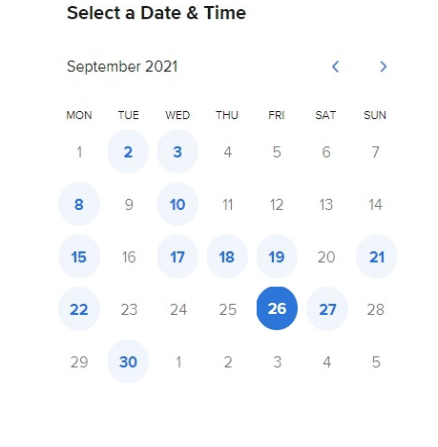 Select a Date & Time
September 2021
MON TUE WED THU FRI SAT SUN
1 2 3 4 5 6 7
8 9 10 11 12 13 14
15 16 17 18 19 20 21
22 23 24 25 26 27 28
29 30 1 2 3 4 5